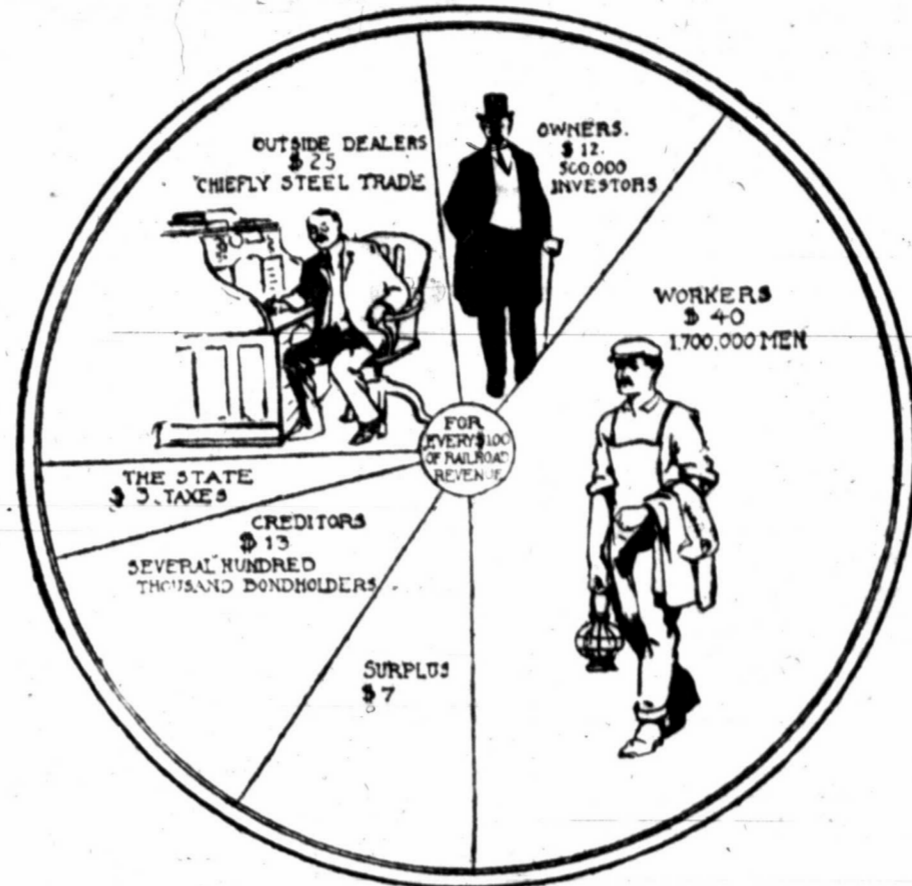 OUTSIDE DEALERS
$25
CHIEFLY STEEL TRADE
OWNERS.
$12.
500.000
INVESTORS
WORKERS
$40
1.700,000 MEN
FOR
EVERY $100
OF RAILROAD
REVENUE
THE STATE
$3. TAXES
CREDITORS
$13
SEVERAL HUNDRED
THOUSAND BONDHOLDERS
SURPLUS
$7